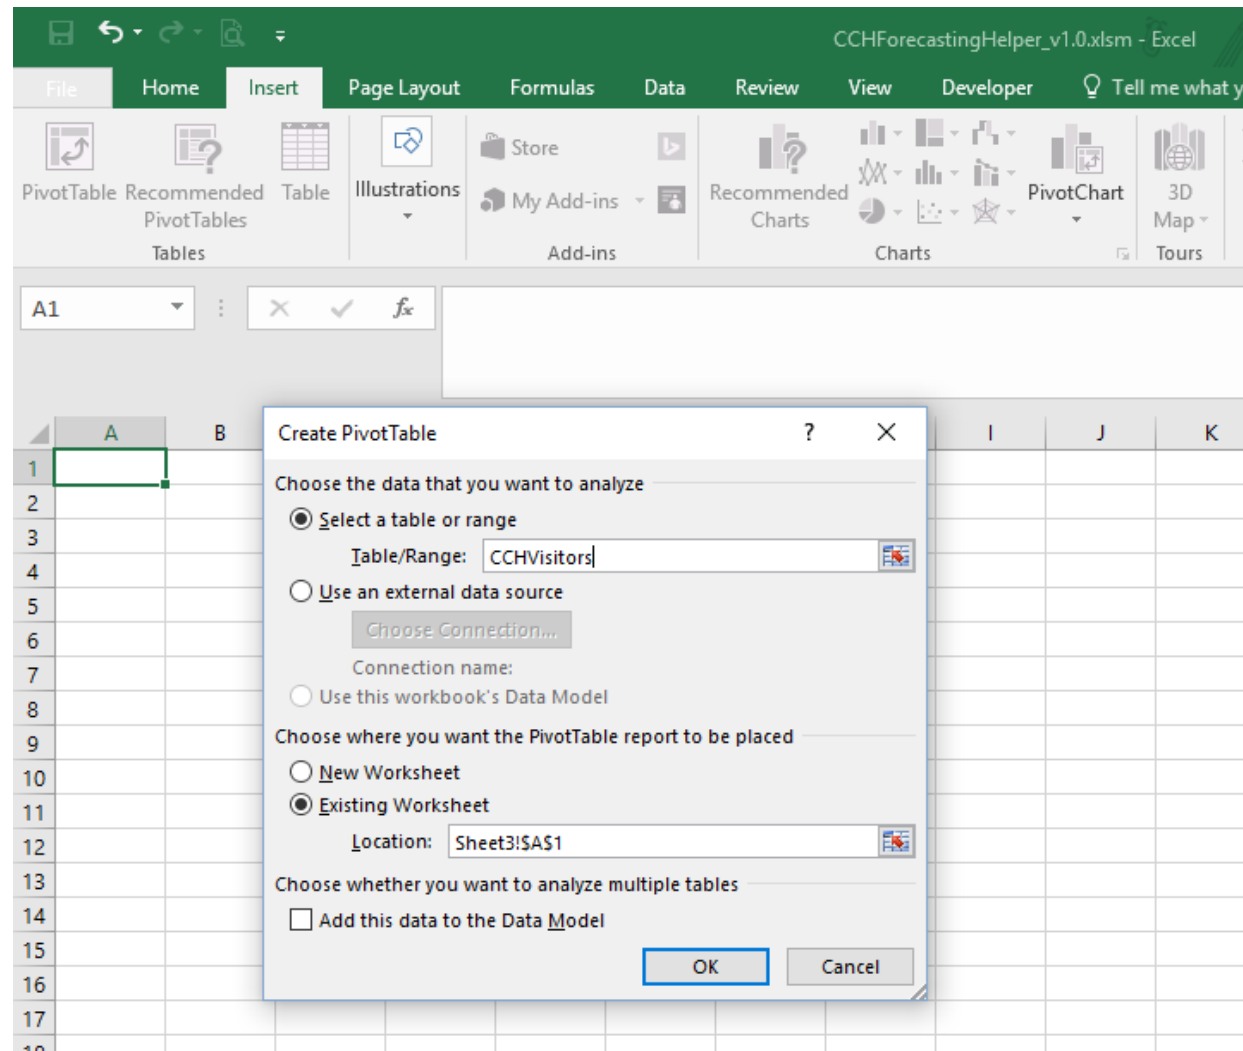 CCHForecastingHelper_v1.0.xlsm - Excel
File Home Insert Page Layout Formulas Data Review View Developer Tell me what y
PivotTable Recommended PivotTables Table Illustrations Store My Add-ins Recommended Charts PivotChart 3D Map
Tables Add-ins Charts Tours
A1 fx
A B I J K
1
2
3
4
5
6
7
8
9
10
11
12
13
14
15
16
17
Create PivotTable ?
Choose the data that you want to analyze
Select a table or range
Table/Range: CCHVisitors
Use an external data source
Choose Connection...
Connection name:
Use this workbook's Data Model
Choose where you want the PivotTable report to be placed
New Worksheet
Existing Worksheet
Location: Sheet3!$A$1
Choose whether you want to analyze multiple tables
Add this data to the Data Model
OK Cancel